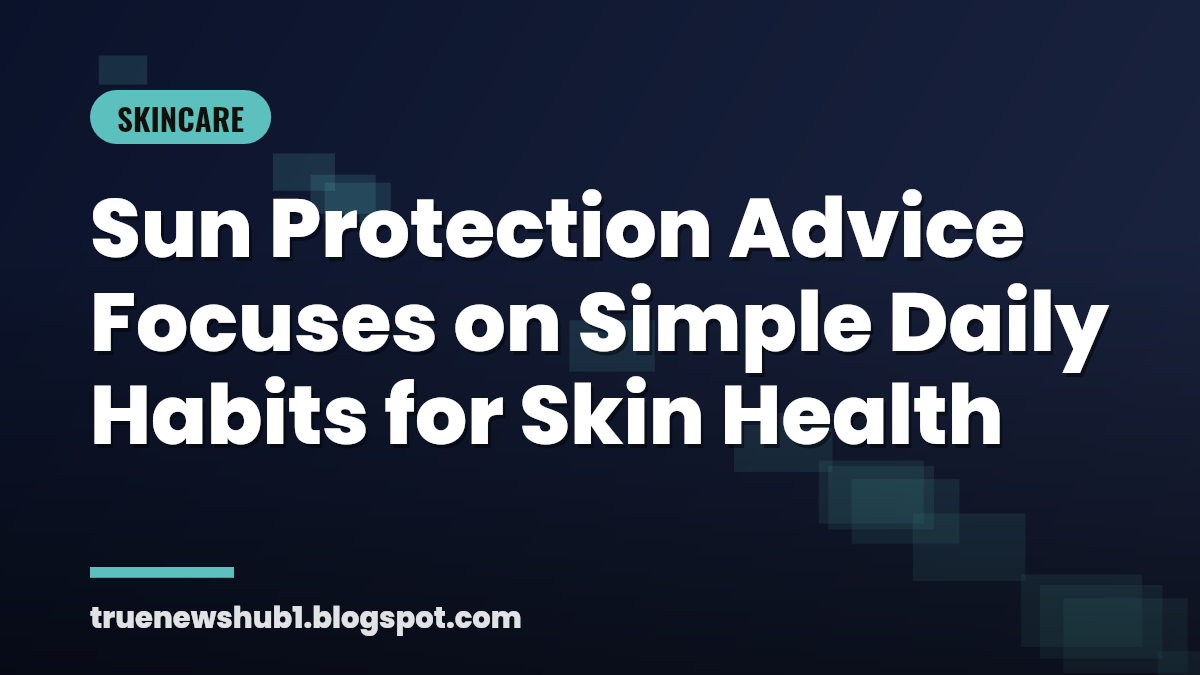 SKINCARE
Sun Protection Advice
Focuses on Simple Daily
Habits for Skin Health
truenewshub1.blogspot.com